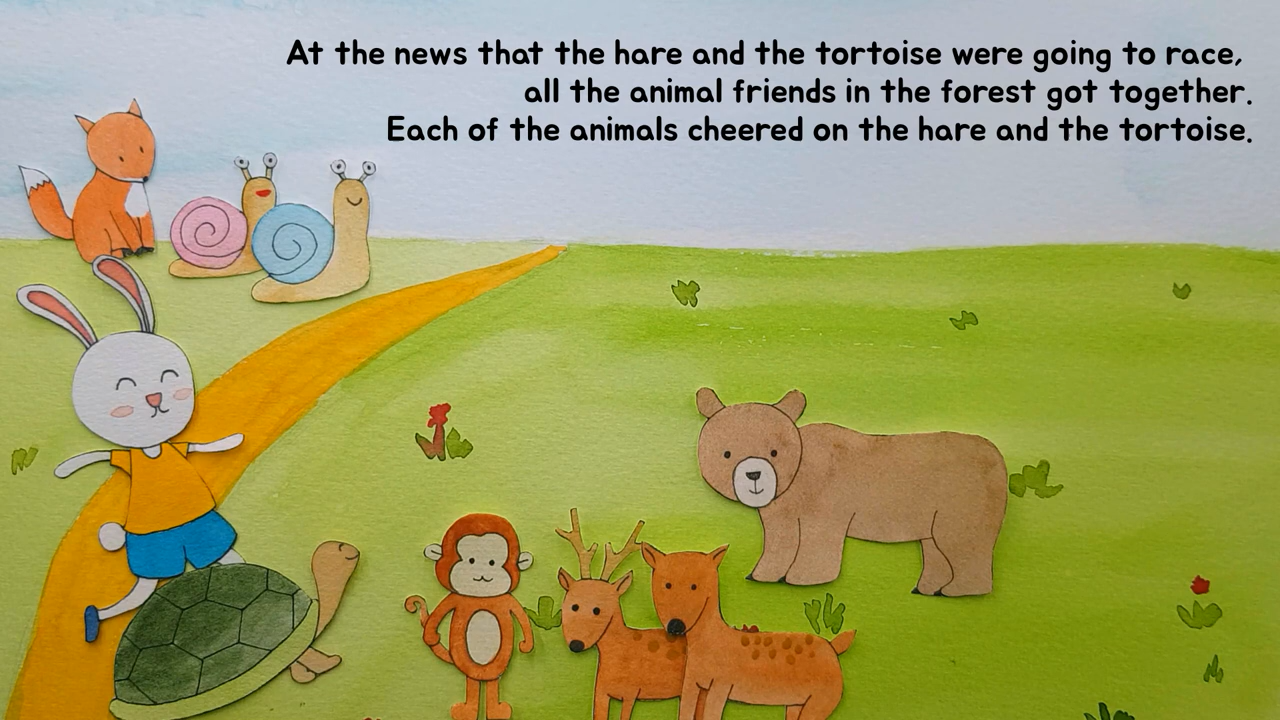 At the news that the hare and the tortoise were going to race,
all the animal friends in the forest got together.
Each of the animals cheered on the hare and the tortoise.